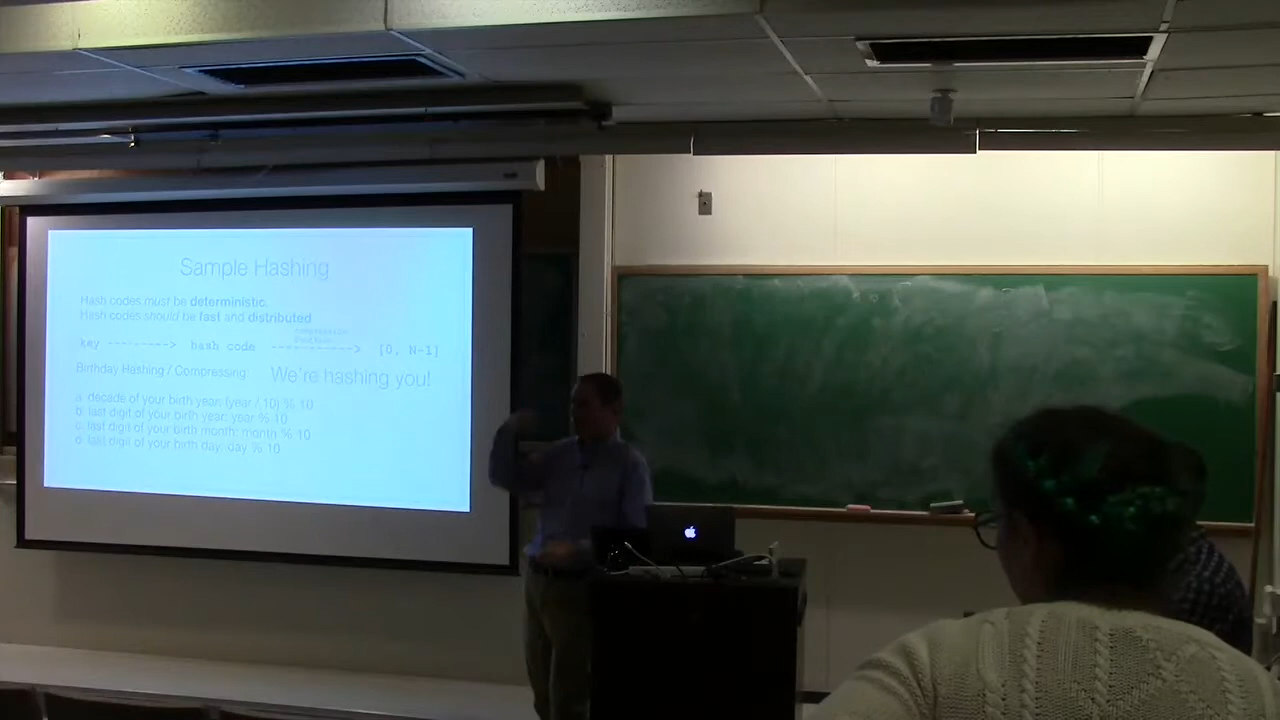 Sample Hashing
Hash codes must be deterministic.
Hash codes should be fast and distributed
compression
function
key --------> hash code -----------> [0, N-1]
Birthday Hashing / Compressing: We're hashing you!
a. decade of your birth year: (year / 10) % 10
b. last digit of your birth year: year % 10
c. last digit of your birth month: month % 10
d. last digit of your birth day: day % 10